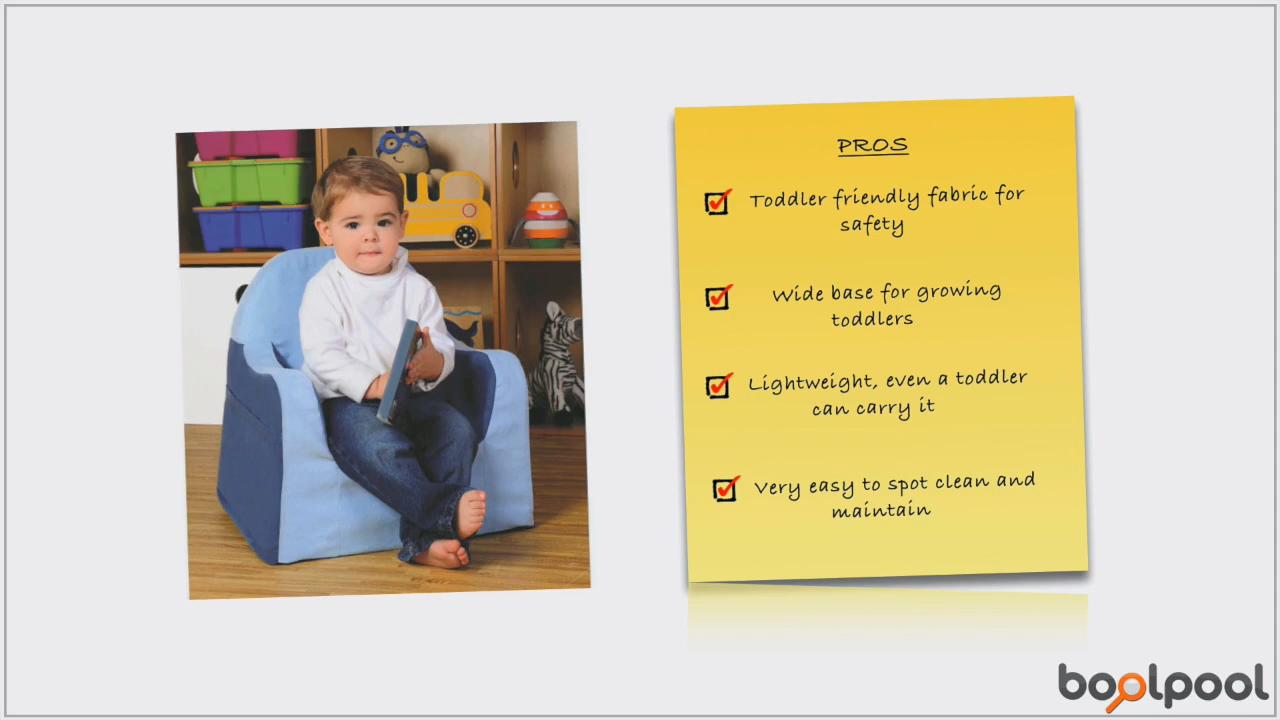 PROS
Toddler friendly fabric for
safety
Wide base for growing
toddlers
Lightweight, even a toddler
can carry it
Very easy to spot clean and
maintain
boolpool